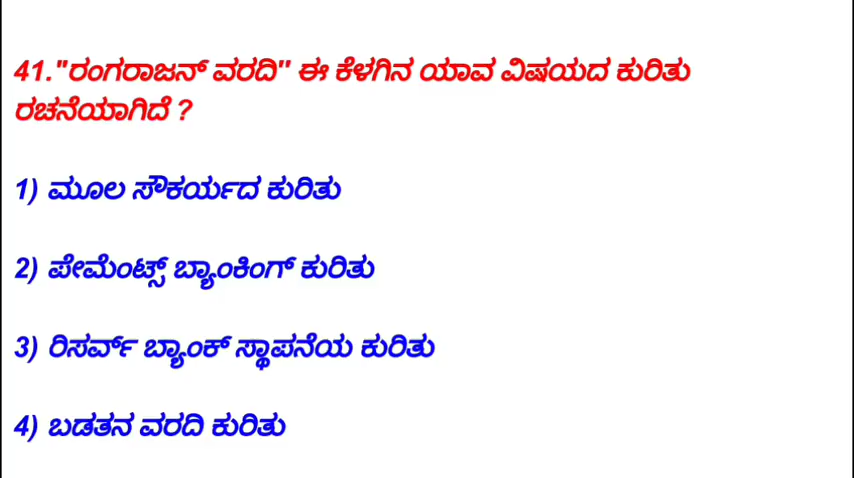 41."ರಂಗರಾಜನ್ ವರದಿ" ಈ ಕೆಳಗಿನ ಯಾವ ವಿಷಯದ ಕುರಿತು
ರಚನೆಯಾಗಿದೆ ?
1) ಮೂಲ ಸೌಕರ್ಯದ ಕುರಿತು
2) ಪೇಮೆಂಟ್ಸ್ ಬ್ಯಾಂಕಿಂಗ್ ಕುರಿತು
3) ರಿಸರ್ವ್ ಬ್ಯಾಂಕ್ ಸ್ಥಾಪನೆಯ ಕುರಿತು
4) ಬಡತನ ವರದಿ ಕುರಿತು